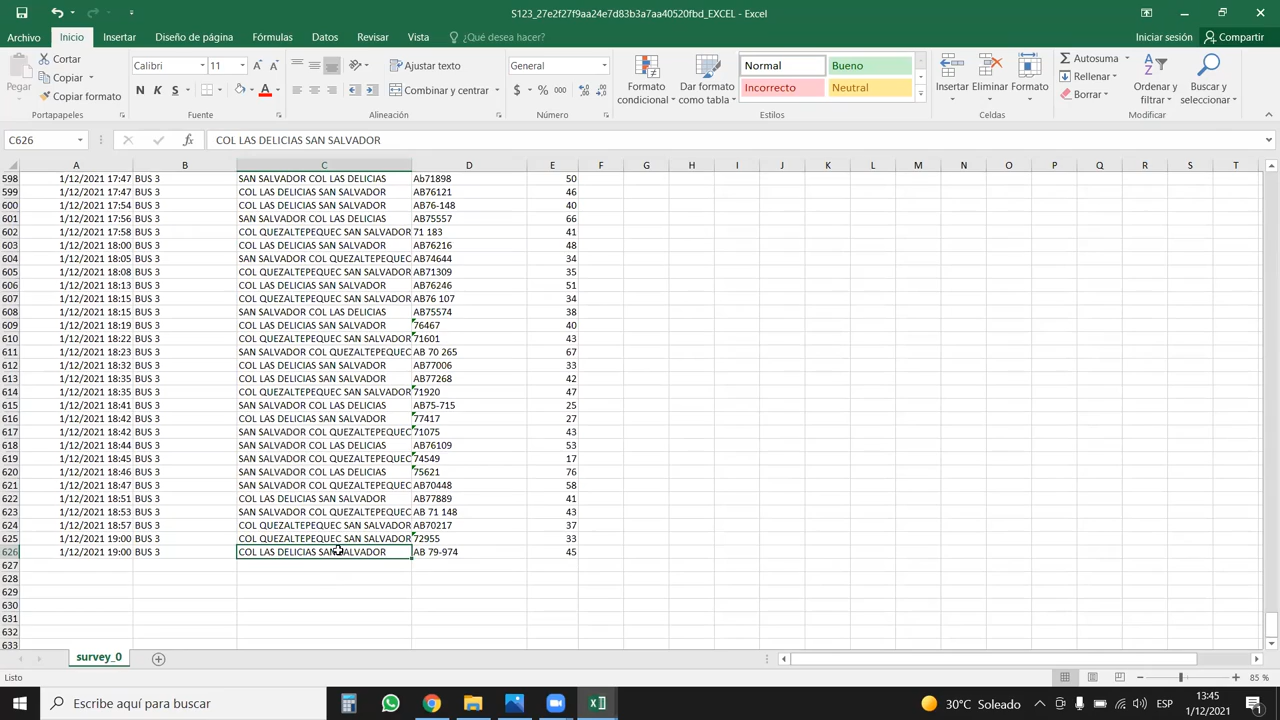 S123_27e2f27f9aa24e7d83b3a7aa40520fbd_EXCEL - Excel
Archivo Inicio Insertar Diseño de página Fórmulas Datos Revisar Vista ¿Qué desea hacer? Iniciar sesión Compartir
Pegar Cortar Copiar Copiar formato Portapapeles
Calibri 11 N K S Fuente
Ajustar texto Combinar y centrar Alineación
General $ % 000 Número
Formato condicional Dar formato como tabla Normal Bueno Incorrecto Neutral Estilos
Insertar Eliminar Formato Celdas
Autosuma Rellenar Borrar Ordenar y filtrar Buscar y seleccionar Modificar
C626 fx COL LAS DELICIAS SAN SALVADOR
A B C D E F G H I J K L M N O P Q R S T
598 1/12/2021 17:47 BUS 3 SAN SALVADOR COL LAS DELICIAS Ab71898 50
599 1/12/2021 17:47 BUS 3 COL LAS DELICIAS SAN SALVADOR AB76121 46
600 1/12/2021 17:54 BUS 3 COL LAS DELICIAS SAN SALVADOR AB76-148 40
601 1/12/2021 17:56 BUS 3 SAN SALVADOR COL LAS DELICIAS AB75557 66
602 1/12/2021 17:58 BUS 3 COL QUEZALTEPEQUEC SAN SALVADOR 71 183 41
603 1/12/2021 18:00 BUS 3 COL LAS DELICIAS SAN SALVADOR AB76216 48
604 1/12/2021 18:05 BUS 3 SAN SALVADOR COL QUEZALTEPEQUEC AB74644 34
605 1/12/2021 18:08 BUS 3 COL QUEZALTEPEQUEC SAN SALVADOR AB71309 35
606 1/12/2021 18:13 BUS 3 COL LAS DELICIAS SAN SALVADOR AB76246 51
607 1/12/2021 18:15 BUS 3 COL QUEZALTEPEQUEC SAN SALVADOR AB76 107 34
608 1/12/2021 18:15 BUS 3 SAN SALVADOR COL LAS DELICIAS AB75574 38
609 1/12/2021 18:19 BUS 3 COL LAS DELICIAS SAN SALVADOR 76467 40
610 1/12/2021 18:22 BUS 3 COL QUEZALTEPEQUEC SAN SALVADOR 71601 43
611 1/12/2021 18:23 BUS 3 SAN SALVADOR COL QUEZALTEPEQUEC AB 70 265 67
612 1/12/2021 18:32 BUS 3 COL LAS DELICIAS SAN SALVADOR AB77006 33
613 1/12/2021 18:35 BUS 3 COL LAS DELICIAS SAN SALVADOR AB77268 42
614 1/12/2021 18:35 BUS 3 COL QUEZALTEPEQUEC SAN SALVADOR 71920 47
615 1/12/2021 18:41 BUS 3 SAN SALVADOR COL LAS DELICIAS AB75-715 25
616 1/12/2021 18:42 BUS 3 COL LAS DELICIAS SAN SALVADOR 77417 27
617 1/12/2021 18:42 BUS 3 SAN SALVADOR COL QUEZALTEPEQUEC 71075 43
618 1/12/2021 18:44 BUS 3 SAN SALVADOR COL LAS DELICIAS AB76109 53
619 1/12/2021 18:45 BUS 3 SAN SALVADOR COL QUEZALTEPEQUEC 74549 17
620 1/12/2021 18:46 BUS 3 SAN SALVADOR COL LAS DELICIAS 75621 76
621 1/12/2021 18:47 BUS 3 SAN SALVADOR COL QUEZALTEPEQUEC AB70448 58
622 1/12/2021 18:51 BUS 3 COL LAS DELICIAS SAN SALVADOR AB77889 41
623 1/12/2021 18:53 BUS 3 SAN SALVADOR COL QUEZALTEPEQUEC AB 71 148 43
624 1/12/2021 18:57 BUS 3 COL QUEZALTEPEQUEC SAN SALVADOR AB70217 37
625 1/12/2021 19:00 BUS 3 COL QUEZALTEPEQUEC SAN SALVADOR 72955 33
626 1/12/2021 19:00 BUS 3 COL LAS DELICIAS SAN SALVADOR AB 79-974 45
627
628
629
630
631
632
633
survey_0
Listo 85 %
Escribe aquí para buscar 30°C Soleado ESP 13:45
1/12/2021